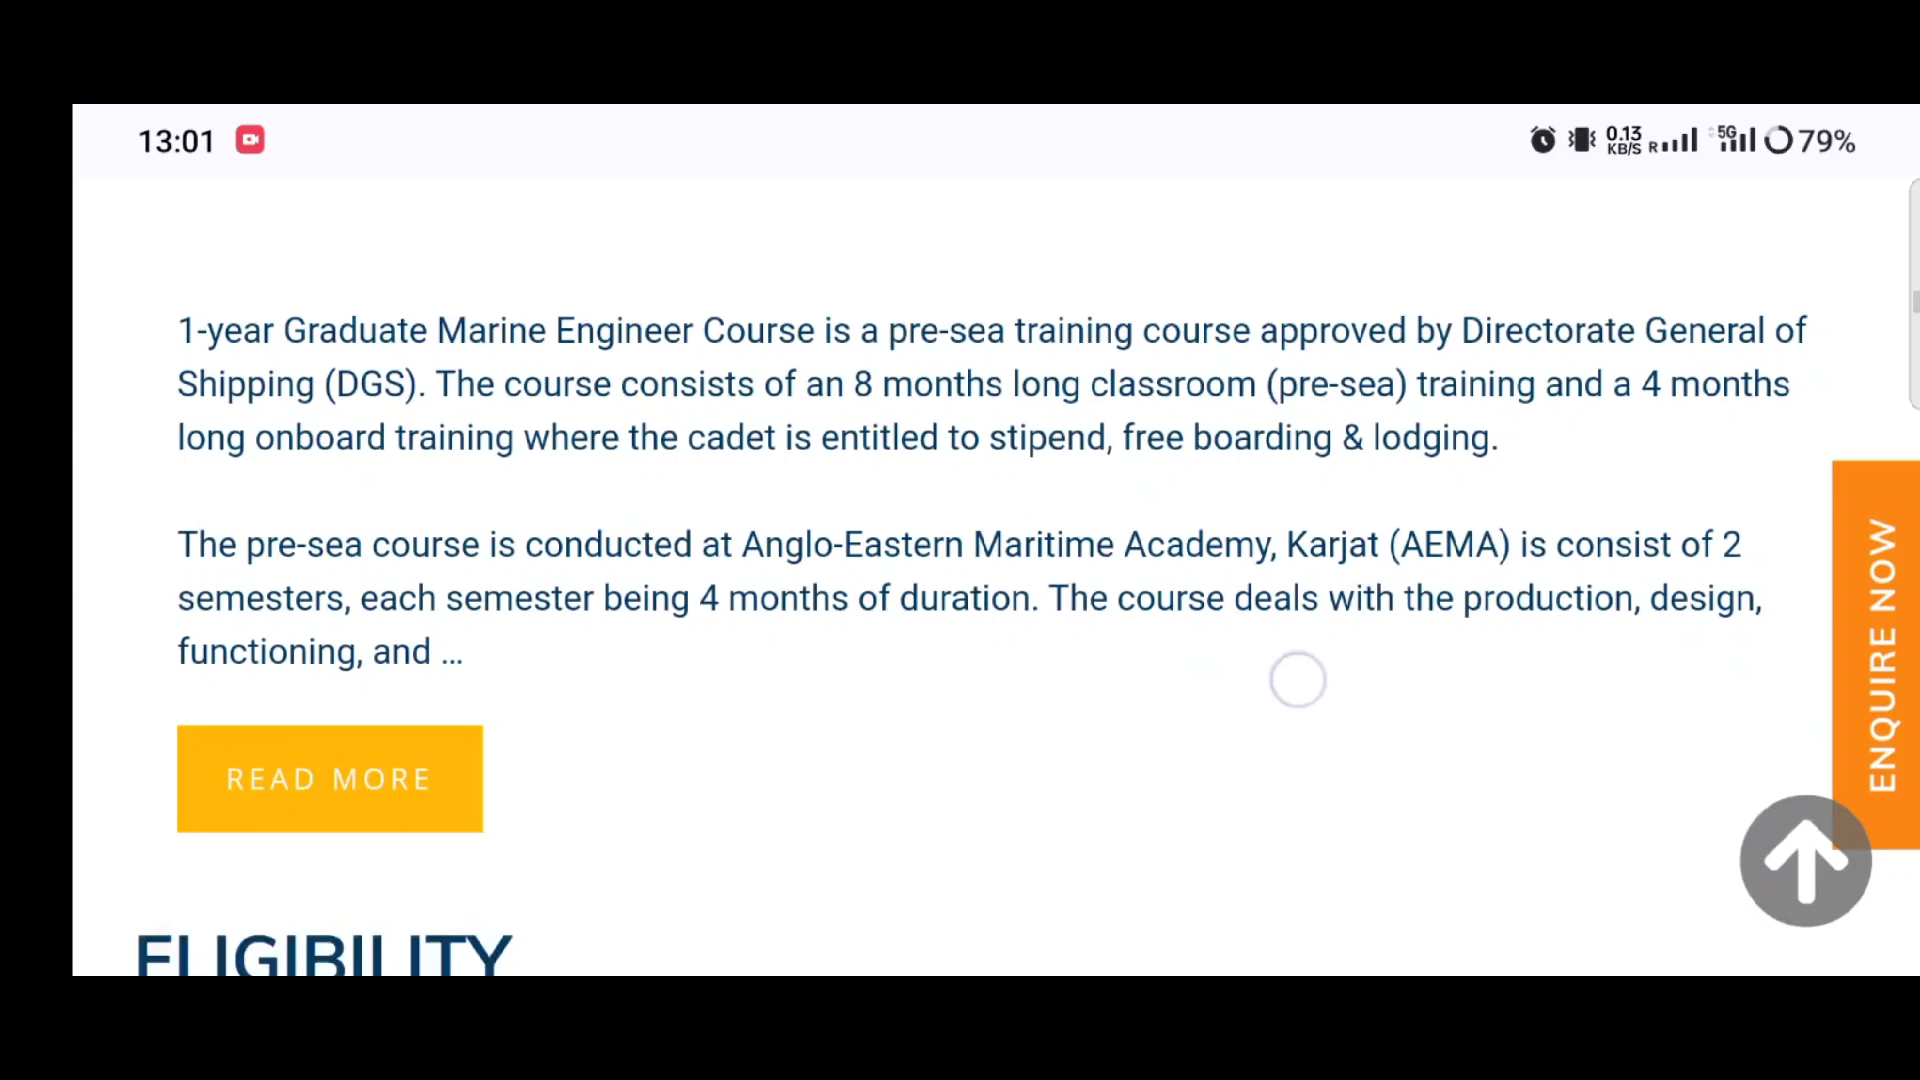 13:01
0.13 KB/S R 5G 79%
1-year Graduate Marine Engineer Course is a pre-sea training course approved by Directorate General of
Shipping (DGS). The course consists of an 8 months long classroom (pre-sea) training and a 4 months
long onboard training where the cadet is entitled to stipend, free boarding & lodging.
The pre-sea course is conducted at Anglo-Eastern Maritime Academy, Karjat (AEMA) is consist of 2
semesters, each semester being 4 months of duration. The course deals with the production, design,
functioning, and ...
READ MORE
ENQUIRE NOW
ELIGIBILITY